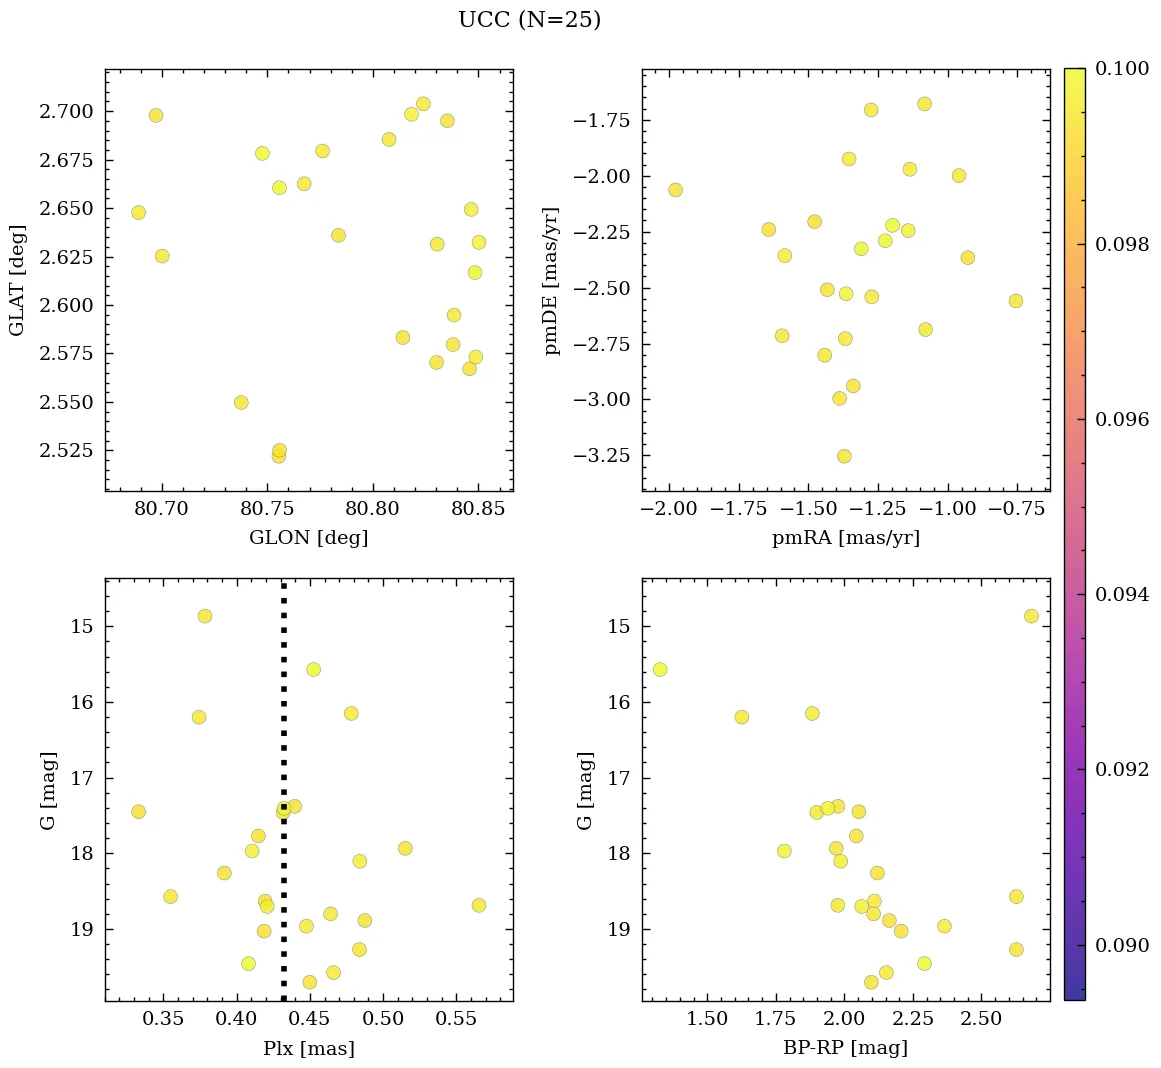 UCC (N=25)
2.700
2.675
2.650
2.625
2.600
2.575
2.550
2.525
GLAT [deg]
80.70 80.75 80.80 80.85
GLON [deg]
−1.75
−2.00
−2.25
−2.50
−2.75
−3.00
−3.25
pmDE [mas/yr]
−2.00 −1.75 −1.50 −1.25 −1.00 −0.75
pmRA [mas/yr]
15
16
17
18
19
G [mag]
0.35 0.40 0.45 0.50 0.55
Plx [mas]
15
16
17
18
19
G [mag]
1.50 1.75 2.00 2.25 2.50
BP-RP [mag]
0.100
0.098
0.096
0.094
0.092
0.090